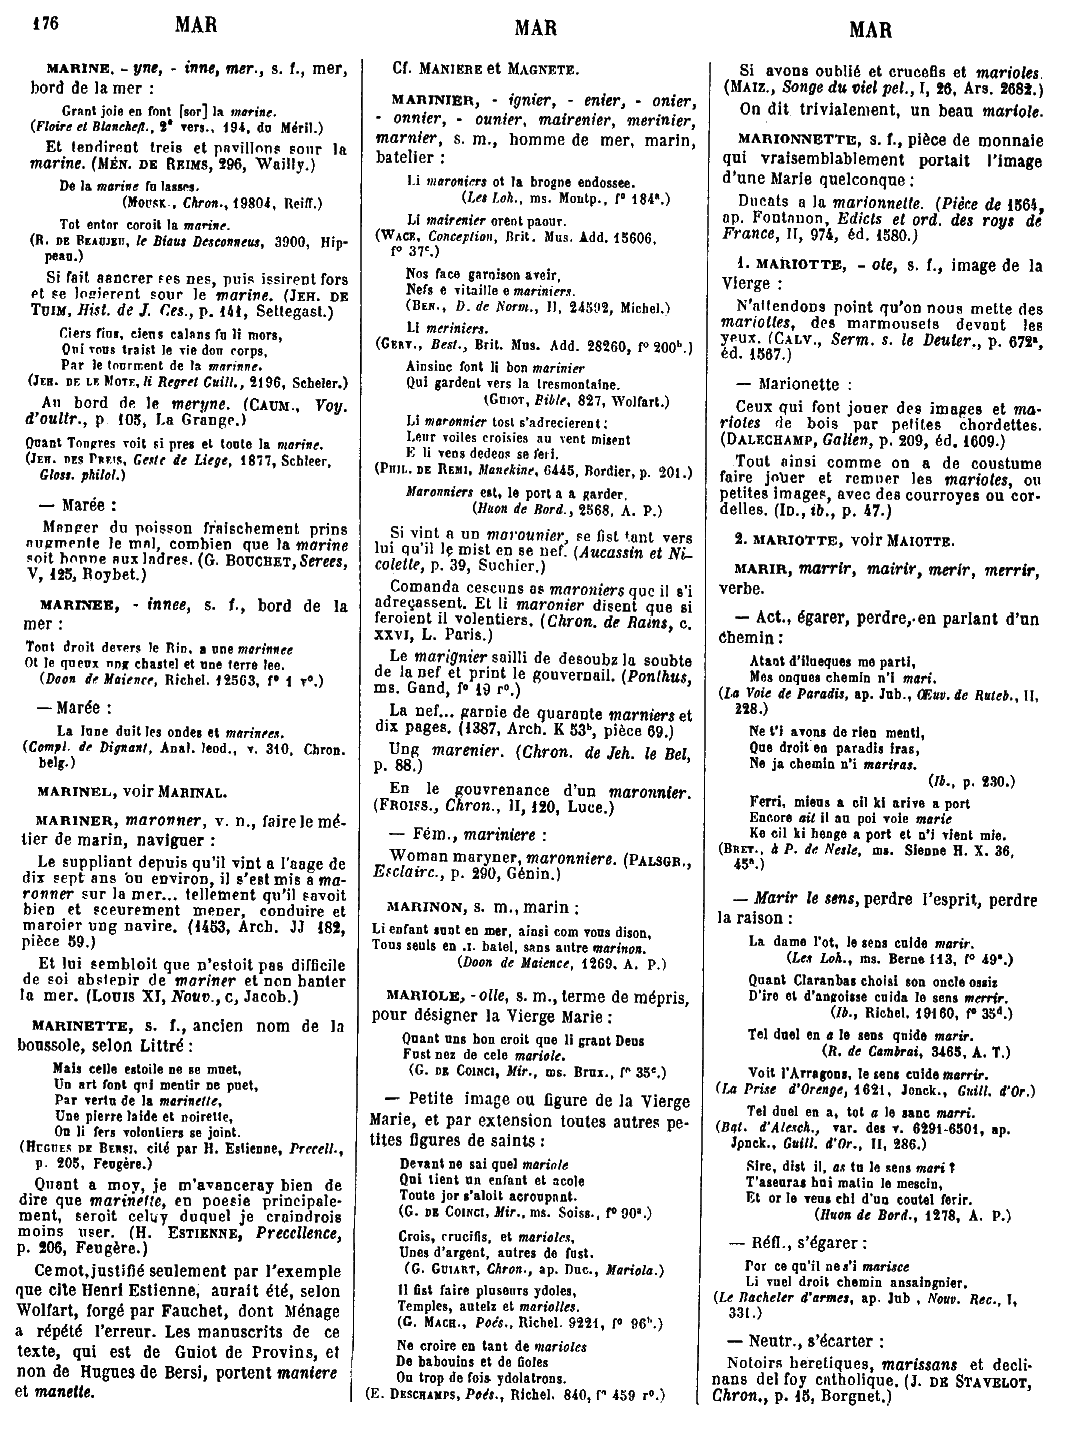 176 MAR MAR MAR
MARINE, - yne, - inne, mer., s. f., mer,
bord de la mer :
Grant joie en font [sor] la marine.
(Floire et Blanchefl., 2e vers., 194, du Méril.)
Et tendirent treis et pavillons sour la
marine. (MÉN. DE REIMS, 296, Wailly.)
De la marine fu lasses.
(MOUSK., Chron., 19804, Reiff.)
Tot entor coroit la marine.
(R. DE BEAUJEU, le Biaus Desconneus, 3900, Hip-
peau.)
Si fait aancrer ses nes, puis issirent fors
et se logierent sour le marine. (JEH. DE
TUIM, Hist. de J. Ces., p. 141, Settegast.)
Ciers fius, ciens calans fu li mors,
Qui vous traist le vie dou corps,
Par le tourment de la marinne.
(JEH. DE LE MOTE, li Regret Guill., 2196, Scheler.)
Au bord de le meryne. (CAUM., Voy.
d'oultr., p. 105, La Grange.)
Quant Tongres voit si pres et toute la marine.
(JEH. DES PREIS, Geste de Liege, 1877, Scheler,
Gloss. philol.)
— Marée :
Manger du poisson fraischement prins
augmente le mal, combien que la marine
soit bonne aux ladres. (G. BOUCHET, Serees,
V, 125, Roybet.)
MARINEE, - innee, s. f., bord de la
mer :
Tout droit devers le Rin, a une marinnee
Ot le queux ung chastel et une terre lee.
(Doon de Maience, Richel. 12563, f° 1 v°.)
— Marée :
La lune duit les ondes et marinees.
(Compl. de Dignant, Anal. leod., v. 310, Chron.
belg.)
MARINEL, voir MARINAL.
MARINER, maronner, v. n., faire le mé-
tier de marin, naviguer :
Le suppliant depuis qu'il vint a l'aage de
dix sept ans ou environ, il s'est mis a ma-
ronner sur la mer... tellement qu'il savoit
bien et sceurement mener, conduire et
maroier ung navire. (1453, Arch. JJ 182,
pièce 59.)
Et lui sembloit que n'estoit pas difficile
de soi abstenir de mariner et non hanter
la mer. (LOUIS XI, Nouv., c, Jacob.)
MARINETTE, s. f., ancien nom de la
boussole, selon Littré :
Mais celle estoile ne se muet,
Un art font qui mentir ne puet,
Par vertu de la marinette,
Une pierre laide et noirette,
Ou li fers volontiers se joint.
(HUGUES DE BERSI, cité par H. Estienne, Precell.,
p. 205, Feugère.)
Quant a moy, je m'avanceray bien de
dire que marinette, en poesie principale-
ment, seroit celuy duquel je craindrois
moins user. (H. ESTIENNE, Precellence,
p. 206, Feugère.)
Ce mot, justifié seulement par l'exemple
que cite Henri Estienne, aurait été, selon
Wolfart, forgé par Fauchet, dont Ménage
a répété l'erreur. Les manuscrits de ce
texte, qui est de Guiot de Provins, et
non de Hugues de Bersi, portent maniere
et manette.
Cf. MANIERE et MAGNETE.
MARINIER, - ignier, - enier, - onier,
- onnier, - ounier, mairenier, merinier,
marnier, s. m., homme de mer, marin,
batelier :
Li maroniers ot la brogne endossee.
(Les Loh., ms. Montp., f° 184a.)
Li mairenier orent paour.
(WACE, Conception, Brit. Mus. Add. 15606,
f° 37c.)
Nos face garnison aveir,
Nefs e vitaille e mariniers.
(BEN., D. de Norm., II, 24592, Michel.)
Li meriniers.
(GERV., Best., Brit. Mus. Add. 28260, f° 200b.)
Ainsinc font li bon marinier
Qui gardent vers la tresmontaine.
(GUIOT, Bible, 827, Wolfart.)
Li maronnier tost s'adrecierent ;
Leur voiles croisies au vent misent
E li vens dedens se feri.
(PHIL. DE REMI, Manekine, 6445, Bordier, p. 201.)
Maronniers est, le port a a garder.
(Huon de Bord., 2568, A. P.)
Si vint a un marounier, se fist tant vers
lui qu'il le mist en se nef. (Aucassin et Ni-
colette, p. 39, Suchier.)
Comanda cescuns as maroniers que il s'i
adreçassent. Et li maronier disent que si
feroient il volentiers. (Chron. de Rains, c.
XXVI, L. Paris.)
Le marignier sailli de desoubz la soubte
de la nef et print le gouvernail. (Ponthus,
ms. Gand, f° 19 r°.)
La nef... garnie de quarante marniers et
dix pages. (1387, Arch. K 53b, pièce 69.)
Ung marenier. (Chron. de Jeh. le Bel,
p. 88.)
En le gouvrenance d'un maronnier.
(FROISS., Chron., II, 120, Luce.)
— Fém., mariniere :
Woman maryner, maronniere. (PALSGR.,
Esclairc., p. 290, Génin.)
MARINON, s. m., marin :
Li enfant sunt en mer, ainsi com vous dison,
Tous seuls en .I. batel, sans autre marinon.
(Doon de Maience, 1269, A. P.)
MARIOLE, - olle, s. m., terme de mépris,
pour désigner la Vierge Marie :
Quant uns hon croit que li grant Deus
Fust nez de cele mariole.
(G. DE COINCI, Mir., ms. Brux., f° 35c.)
— Petite image ou figure de la Vierge
Marie, et par extension toutes autres pe-
tites figures de saints :
Devant ne sai quel mariole
Qui tient un enfant et acole
Toute jor s'aloit acroupant.
(G. DE COINCI, Mir., ms. Soiss., f° 90a.)
Crois, crucifis, et marioles,
Unes d'argent, autres de fust.
(G. GUIART, Chron., ap. Duc., Mariola.)
Il fist faire pluseurs ydoles,
Temples, autelz et mariolles.
(G. MACH., Poés., Richel. 9221, f° 96b.)
Ne croire en tant de marioles
De babouins et de fioles
Ou trop de fois ydolatrons.
(E. DESCHAMPS, Poés., Richel. 840, f° 459 r°.)
Si avons oublié et crucefis et marioles.
(MAIZ., Songe du viel pel., I, 26, Ars. 2682.)
On dit trivialement, un beau mariole.
MARIONNETTE, s. f., pièce de monnaie
qui vraisemblablement portait l'image
d'une Marie quelconque :
Ducats a la marionnette. (Pièce de 1564,
ap. Fontanon, Edicts et ord. des roys de
France, II, 974, éd. 1580.)
1. MARIOTTE, - ote, s. f., image de la
Vierge :
N'attendons point qu'on nous mette des
mariottes, des marmousets devant les
yeux. (CALV., Serm. s. le Deuter., p. 672a,
éd. 1567.)
— Marionette :
Ceux qui font jouer des images et ma-
riotes de bois par petites chordettes.
(DALECHAMP, Galien, p. 209, éd. 1609.)
Tout ainsi comme on a de coustume
faire jouer et remuer les mariotes, ou
petites images, avec des courroyes ou cor-
delles. (ID., ib., p. 47.)
2. MARIOTTE, voir MAIOTTE.
MARIR, marrir, mairir, merir, merrir,
verbe.
— Act., égarer, perdre, en parlant d'un
chemin :
Atant d'illueques me parti,
Mes onques chemin n'i mari.
(La Voie de Paradis, ap. Jub., Œuv. de Ruteb., II,
228.)
Ne t'i avons de rien menti,
Que droit en paradis iras,
Ne ja chemin n'i mariras.
(Ib., p. 230.)
Ferri, mieus a cil ki arive a port
Encore ait il au poi voie marie
Ke cil ki henge a port et n'i vient mie.
(BRET., à P. de Nesle, ms. Sienne H. X. 36,
45a.)
— Marir le sens, perdre l'esprit, perdre
la raison :
La dame l'ot, le sens cuide marir.
(Les Loh., ms. Berne 113, f° 49a.)
Quant Claranbas choisi son oncle ossiz
D'ire et d'angoisse cuida le sens merrir.
(Ib., Richel. 19160, f° 35d.)
Tel duel en a le sens quide marir.
(R. de Cambrai, 3465, A. T.)
Voit l'Arragons, le sens cuide marrir.
(La Prise d'Orenge, 1621, Jonck., Guill. d'Or.)
Tel duel en a, tot a le sanc marri.
(Bat. d'Alesch., var. des v. 6291-6501, ap.
Jonck., Guill. d'Or., II, 286.)
Sire, dist il, as tu le sens mari ?
T'aseuras hui matin le mescin,
Et or le veus chi d'un coutel ferir.
(Huon de Bord., 1278, A. P.)
— Réfl., s'égarer :
Por ce qu'il ne s'i marisce
Li vuel droit chemin ansaingnier.
(Le Bacheler d'armes, ap. Jub., Nouv. Rec., I,
331.)
— Neutr., s'écarter :
Notoirs heretiques, marissans et decli-
nans del foy catholique. (J. DE STAVELOT,
Chron., p. 15, Borgnet.)